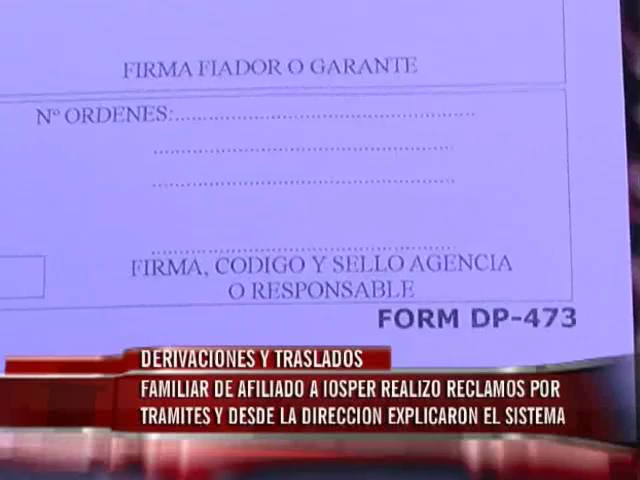 FIRMA FIADOR O GARANTE
Nº ORDENES:
FIRMA, CODIGO Y SELLO AGENCIA
O RESPONSABLE
FORM DP-473
DERIVACIONES Y TRASLADOS
FAMILIAR DE AFILIADO A IOSPER REALIZO RECLAMOS POR
TRAMITES Y DESDE LA DIRECCION EXPLICARON EL SISTEMA